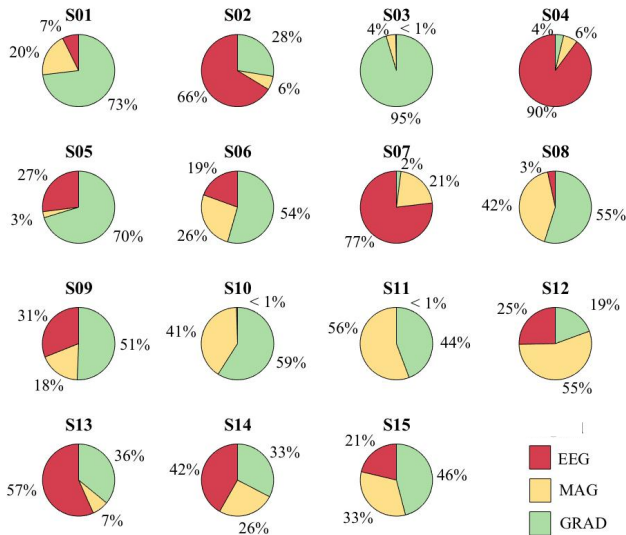 S01 S02 S03 S04
7% 20% 73%
28% 6% 66%
4% < 1% 95%
4% 6% 90%
S05 S06 S07 S08
27% 3% 70%
19% 26% 54%
2% 21% 77%
3% 42% 55%
S09 S10 S11 S12
31% 51% 18%
< 1% 41% 59%
< 1% 56% 44%
25% 19% 55%
S13 S14 S15
36% 57% 7%
33% 42% 26%
21% 46% 33%
EEG
MAG
GRAD